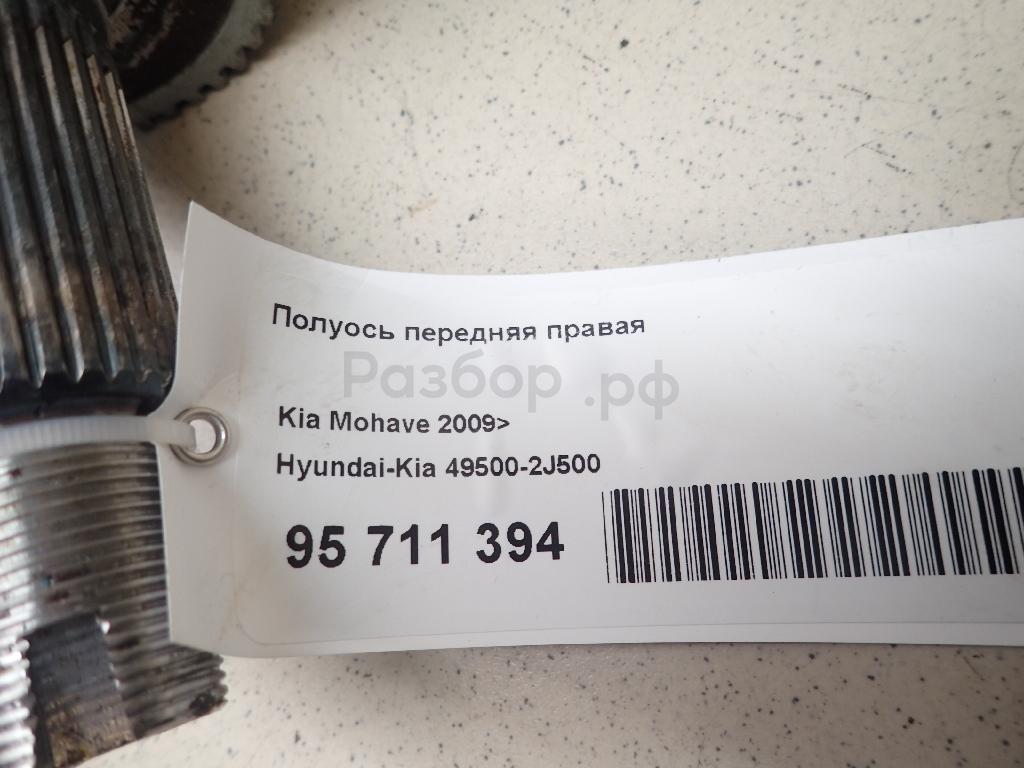 Полуось передняя правая
Разбор.рф
Kia Mohave 2009>
Hyundai-Kia 49500-2J500
95 711 394